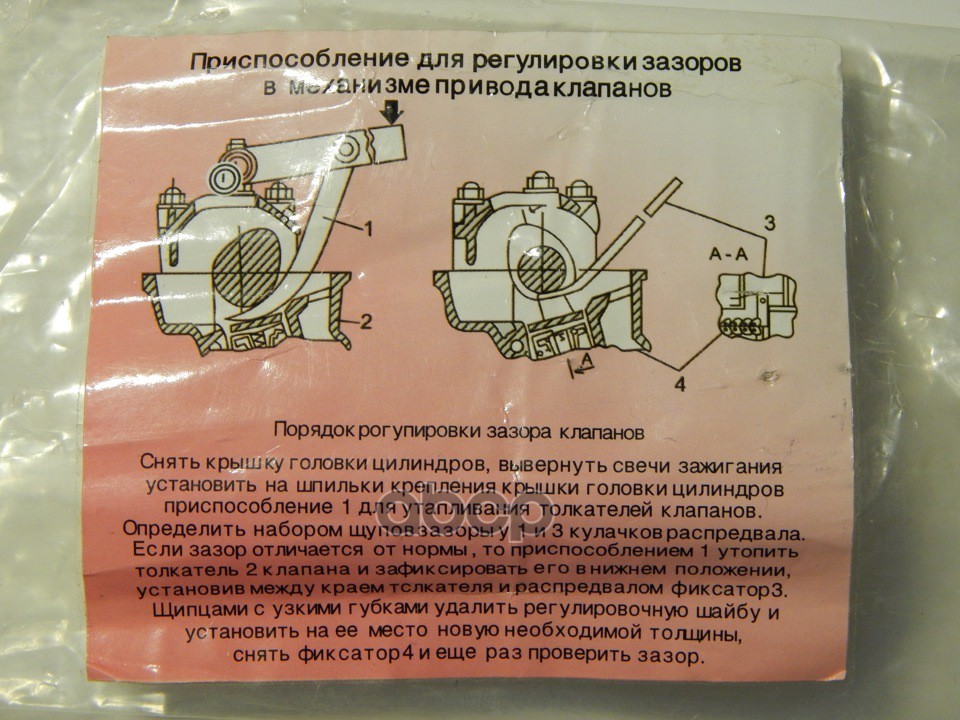 Приспособление для регулировки зазоров
в механизме привода клапанов
1
2
3
А - А
А
4
Порядок рогупировки зазора клапанов
Снять крышку головки цилиндров, вывернуть свечи зажигания
установить на шпильки крепления крышки головки цилиндров
приспособление 1 для утапливания толкателей клапанов.
Определить набором щупов зазоры у 1 и 3 кулачков распредвала.
Если зазор отличается от нормы, то приспособлением 1 утопить
толкатель 2 клапана и зафиксировать его в нижнем положении,
установив между краем толкателя и распредвалом фиксатор3.
Щипцами с узкими губками удалить регулировочную шайбу и
установить на ее место новую необходимой толщины,
снять фиксатор4 и еще раз проверить зазор.
abcp